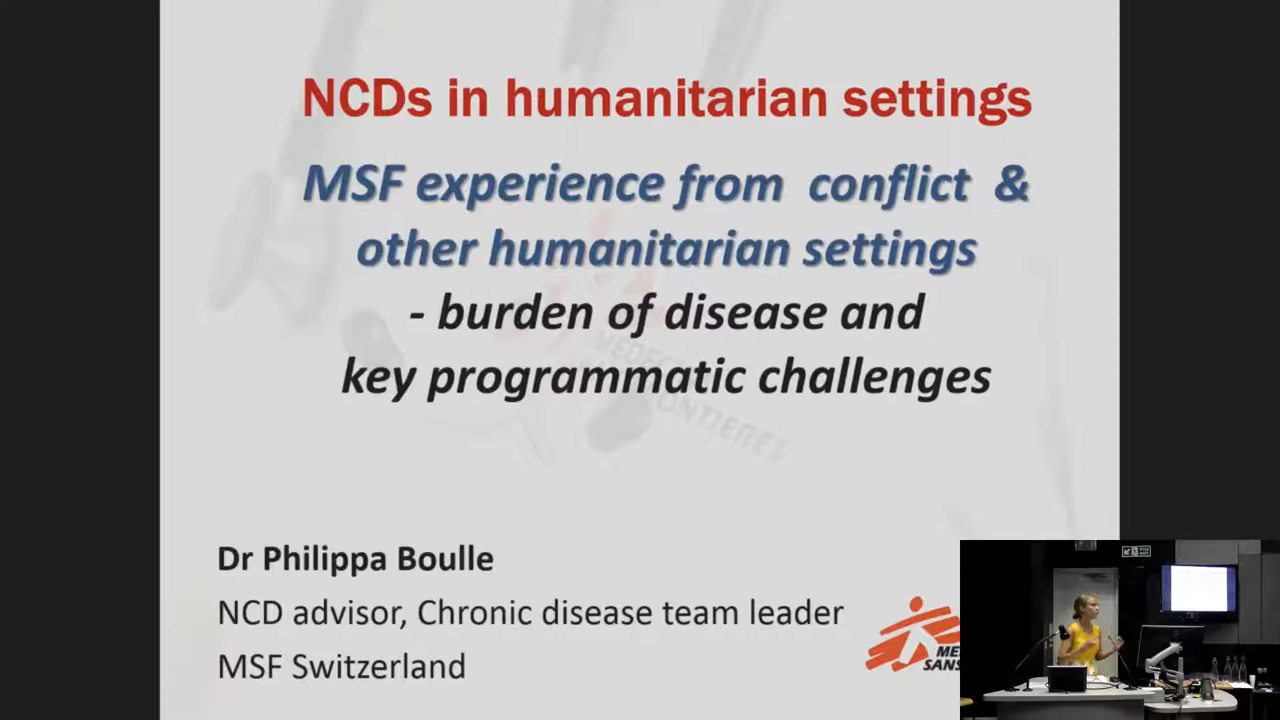 NCDs in humanitarian settings
MSF experience from conflict &
other humanitarian settings
- burden of disease and
key programmatic challenges
Dr Philippa Boulle
NCD advisor, Chronic disease team leader
MSF Switzerland